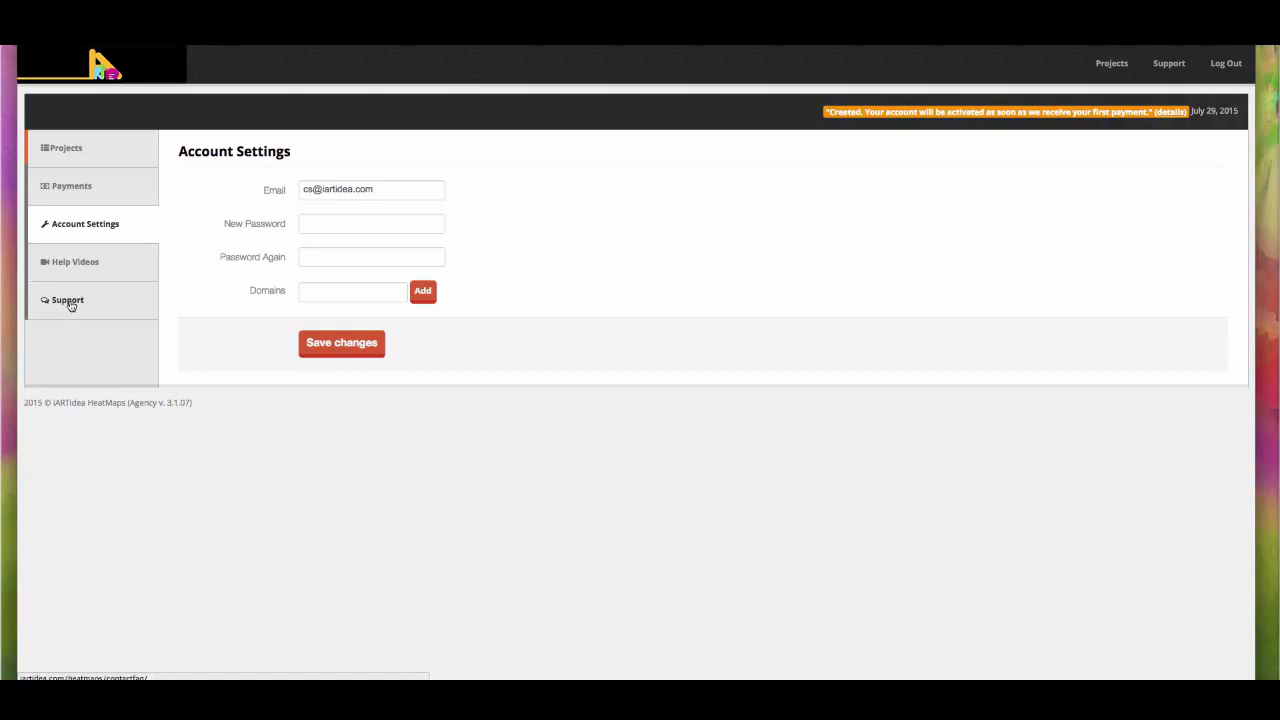 Projects Support Log Out
"Created. Your account will be activated as soon as we receive your first payment." (details) July 29, 2015
Projects
Payments
Account Settings
Help Videos
Support
Account Settings
Email cs@iartidea.com
New Password
Password Again
Domains Add
Save changes
2015 © iARTidea HeatMaps (Agency v. 3.1.07)
iartidea.com/heatmaps/contactfaq/